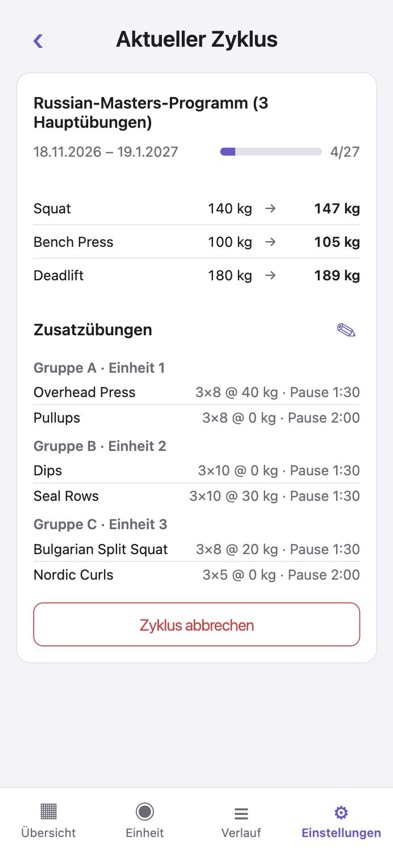 Aktueller Zyklus
Russian-Masters-Programm (3
Hauptübungen)
18.11.2026 – 19.1.2027 4/27
Squat 140 kg → 147 kg
Bench Press 100 kg → 105 kg
Deadlift 180 kg → 189 kg
Zusatzübungen
Gruppe A · Einheit 1
Overhead Press 3×8 @ 40 kg · Pause 1:30
Pullups 3×8 @ 0 kg · Pause 2:00
Gruppe B · Einheit 2
Dips 3×10 @ 0 kg · Pause 1:30
Seal Rows 3×10 @ 30 kg · Pause 1:30
Gruppe C · Einheit 3
Bulgarian Split Squat 3×8 @ 20 kg · Pause 1:30
Nordic Curls 3×5 @ 0 kg · Pause 2:00
Zyklus abbrechen
Übersicht Einheit Verlauf Einstellungen